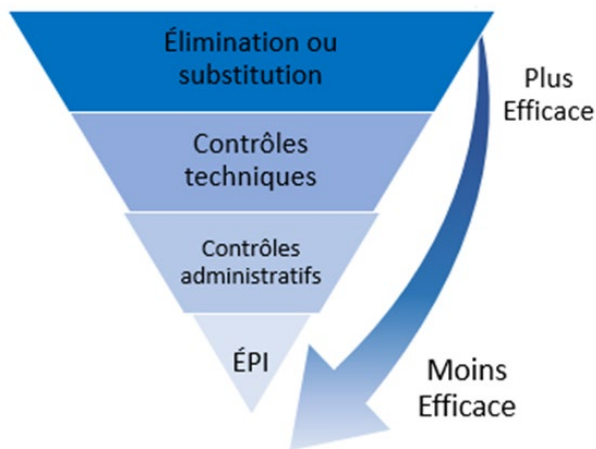 Élimination ou
substitution
Plus
Efficace
Contrôles
techniques
Contrôles
administratifs
ÉPI
Moins
Efficace